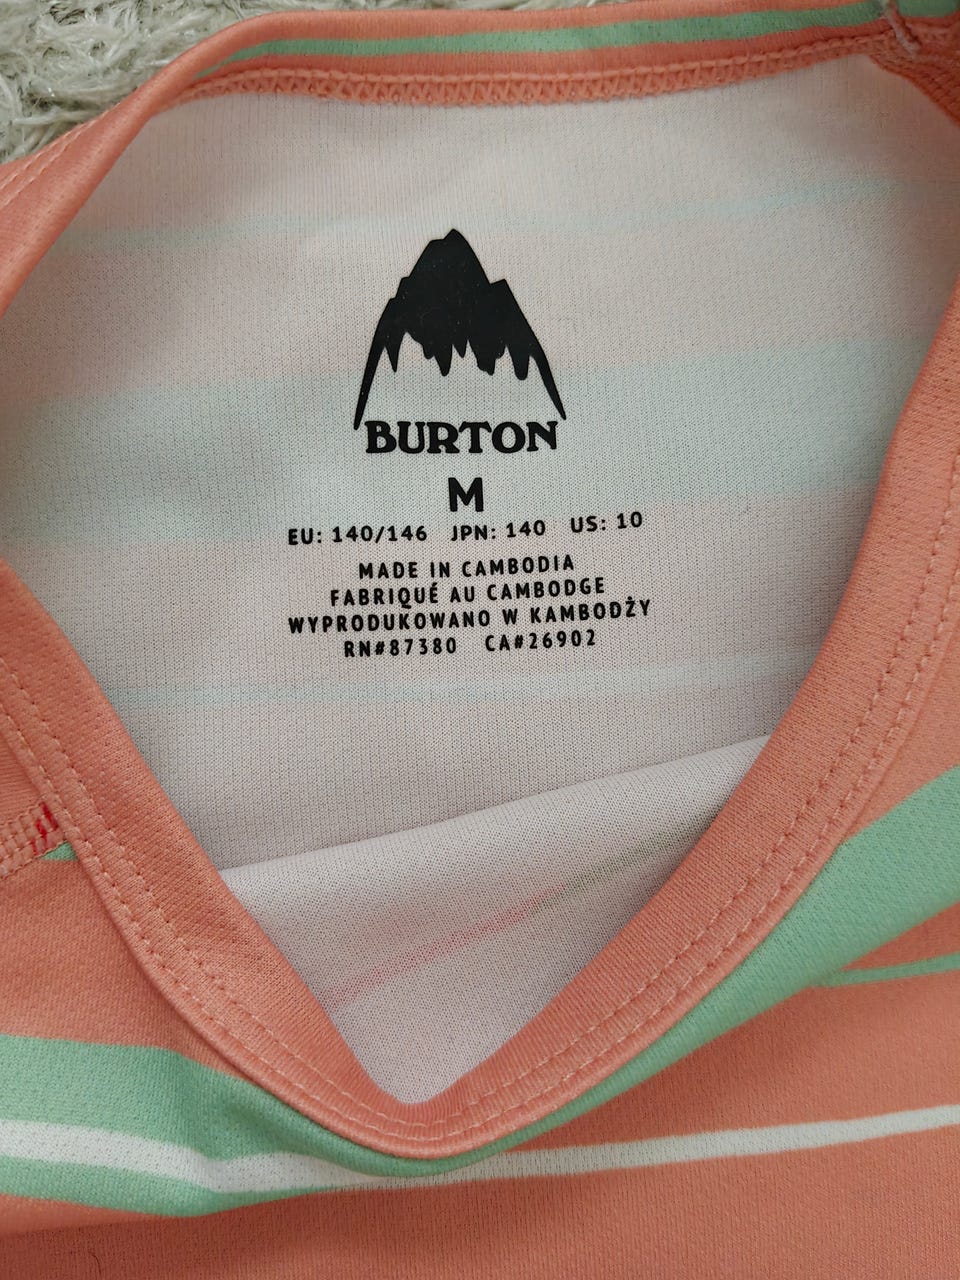 BURTON
M
EU: 140/146 JPN: 140 US: 10
MADE IN CAMBODIA
FABRIQUÉ AU CAMBODGE
WYPRODUKOWANO W KAMBODŻY
RN#87380 CA#26902